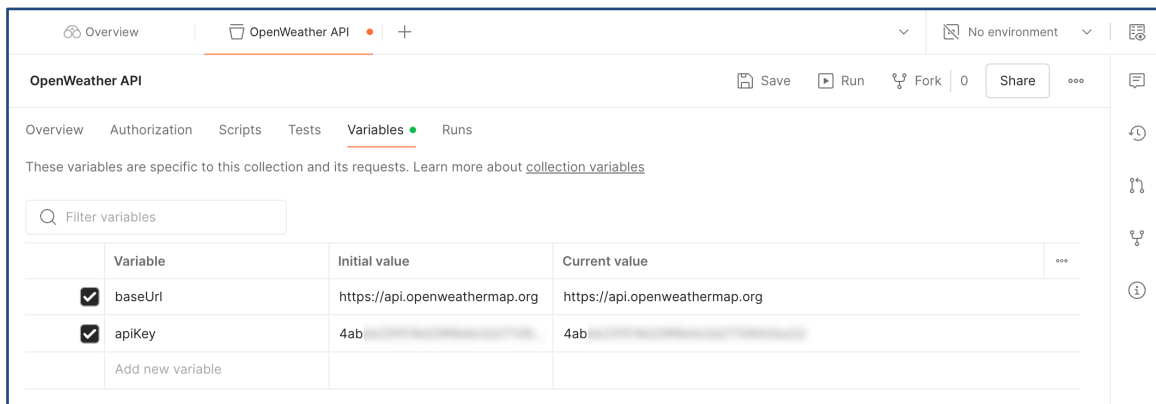 Overview OpenWeather API No environment
OpenWeather API Save Run Fork 0 Share
Overview Authorization Scripts Tests Variables Runs
These variables are specific to this collection and its requests. Learn more about collection variables
Filter variables
Variable Initial value Current value
baseUrl https://api.openweathermap.org https://api.openweathermap.org
apiKey 4ab 4ab
Add new variable